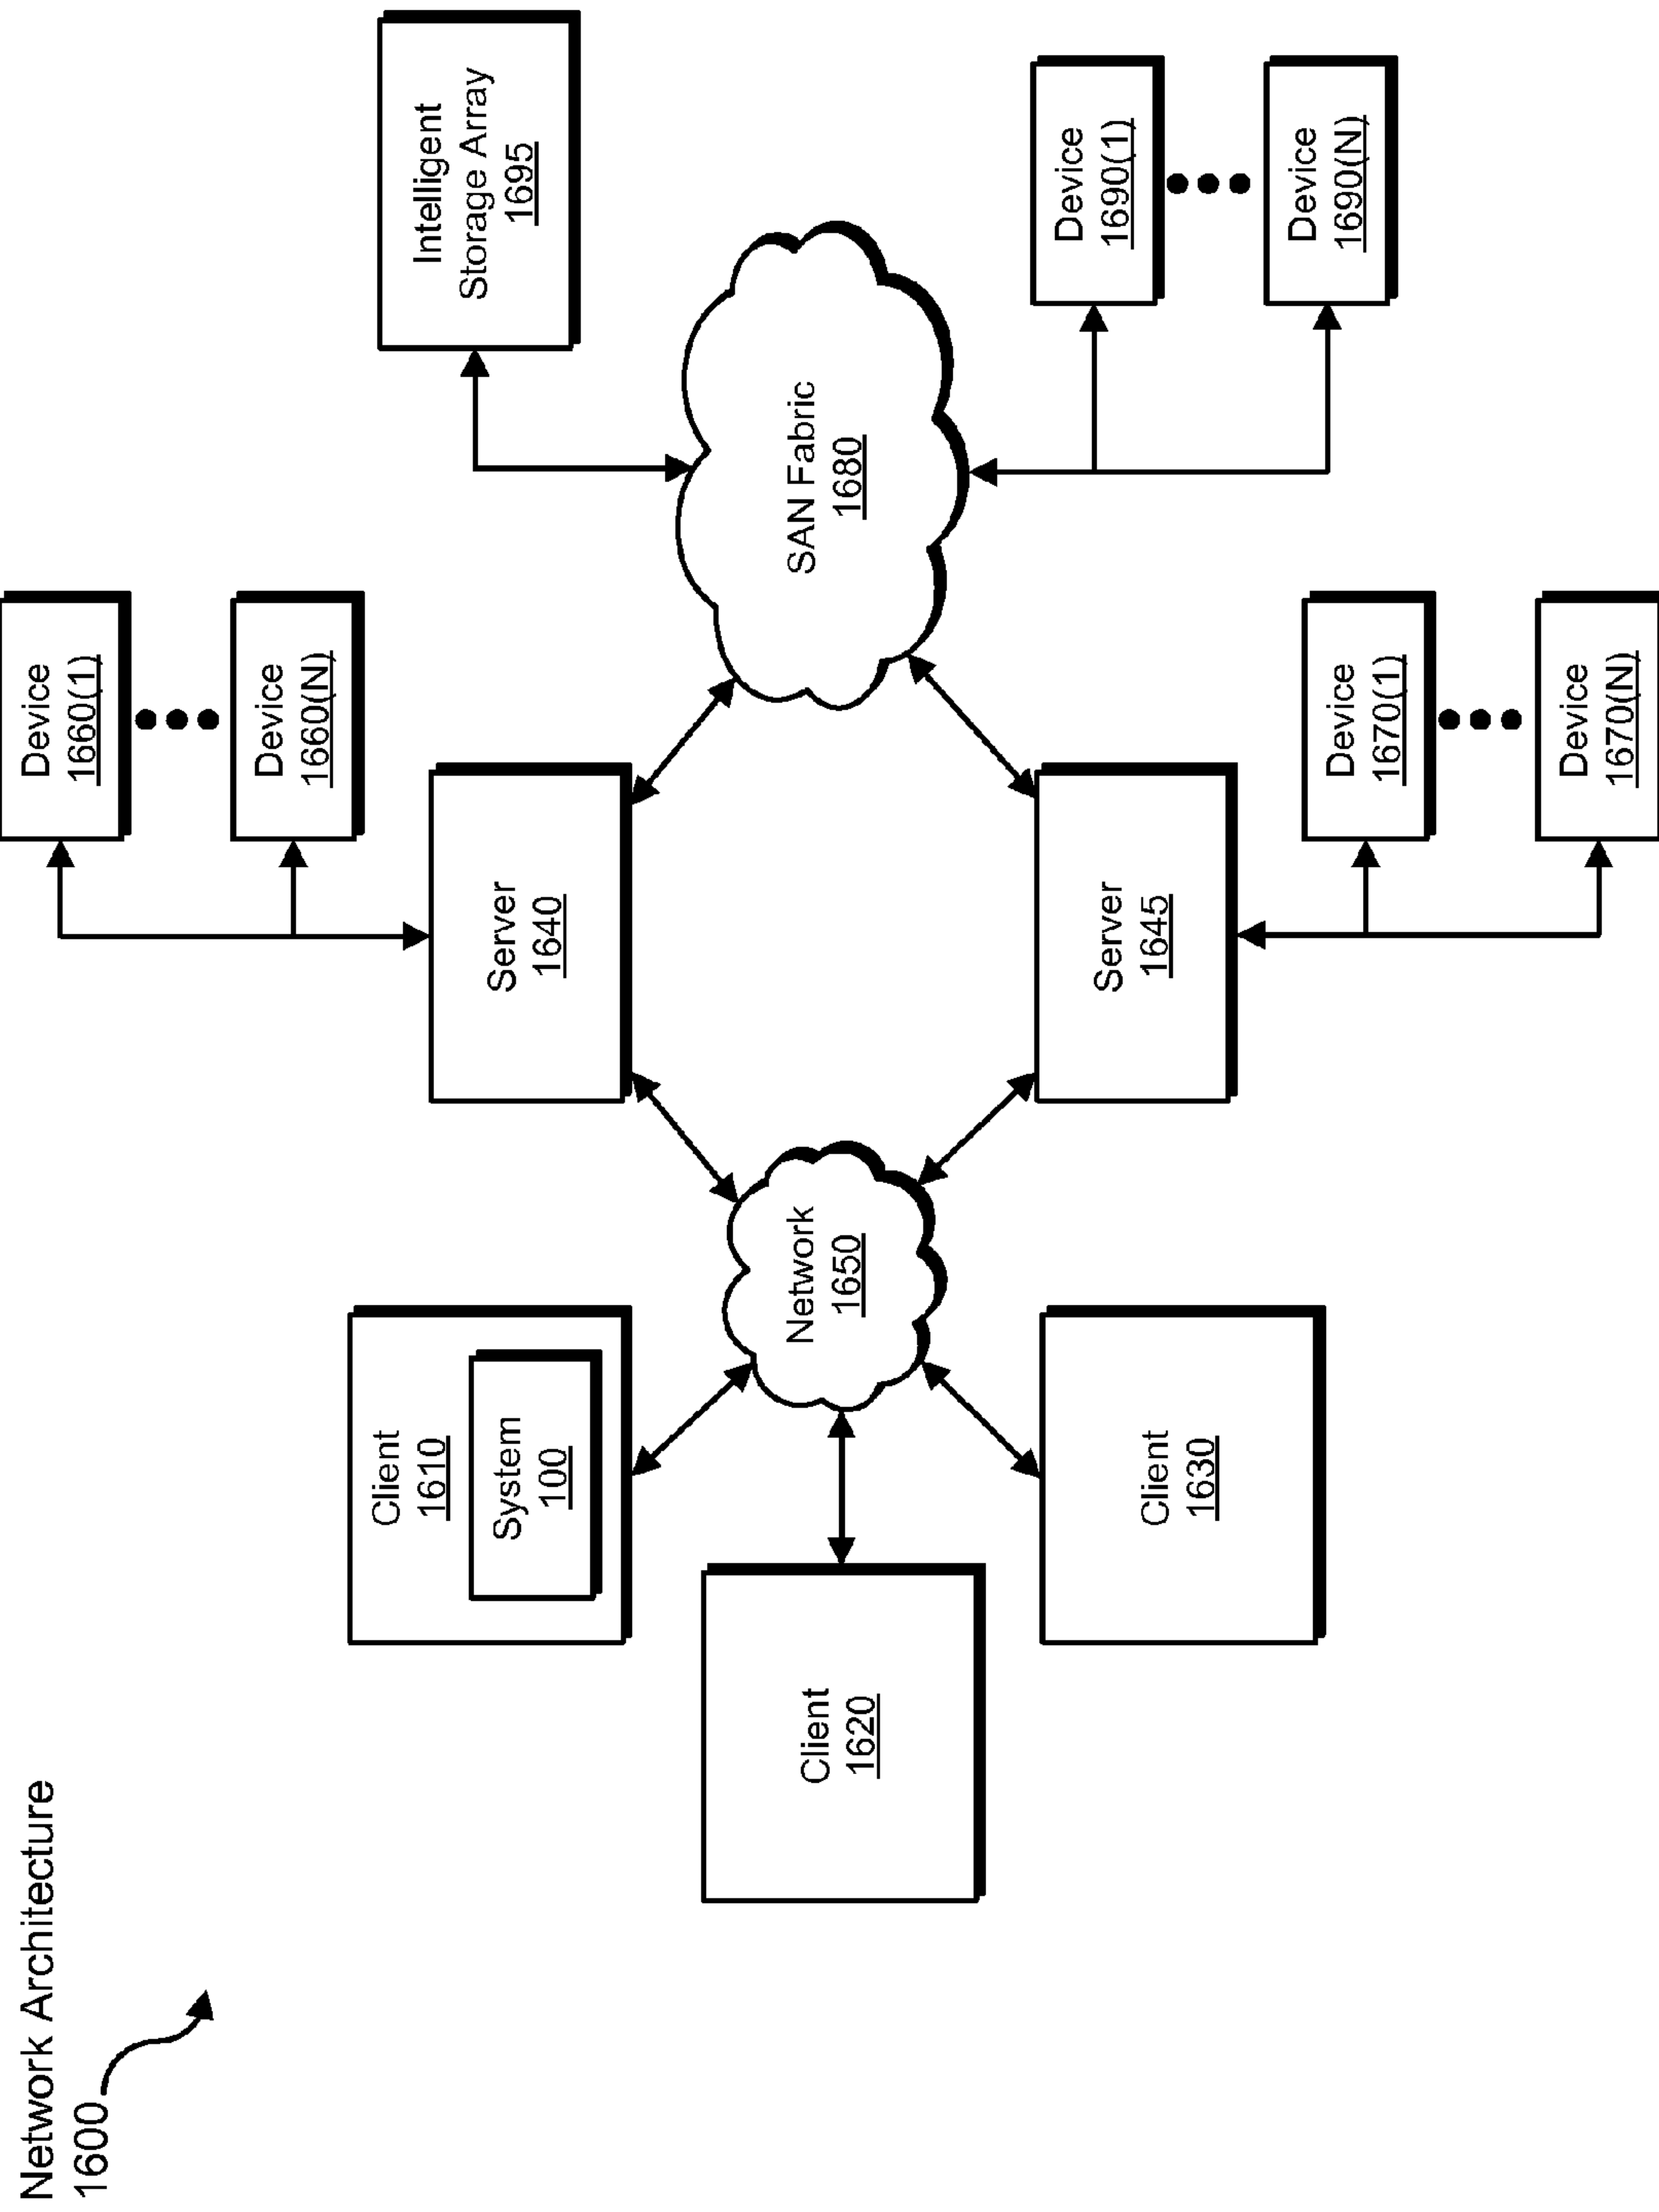 Network Architecture
1600
Client
1610
System
100
Client
1620
Client
1630
Network
1650
Server
1640
Server
1645
Device
1660(1)
Device
1660(N)
Device
1670(1)
Device
1670(N)
SAN Fabric
1680
Intelligent
Storage Array
1695
Device
1690(1)
Device
1690(N)